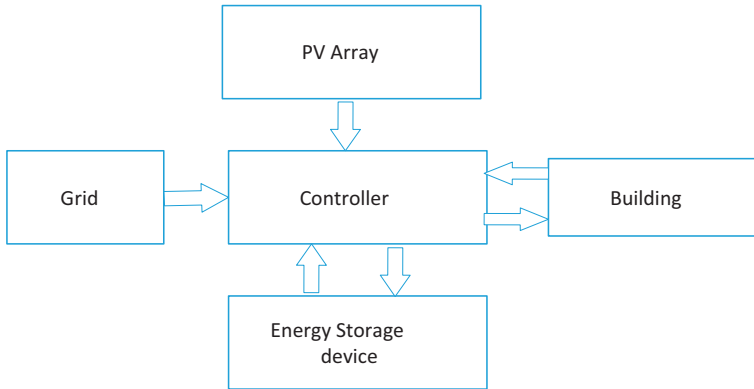 PV Array
Grid
Controller
Building
Energy Storage
device